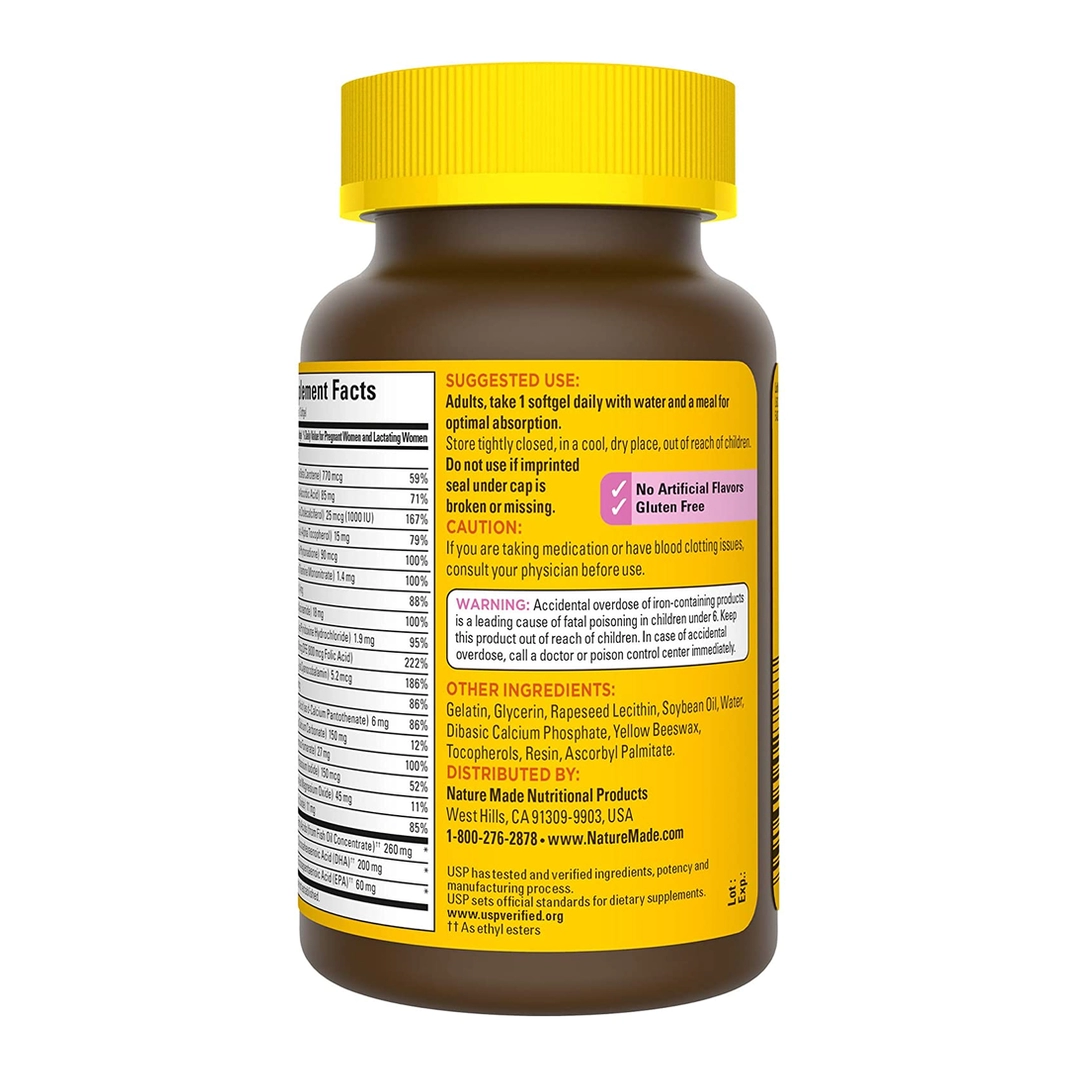 Facts
% Daily Value for Pregnant Women and Lactating Women
770 mcg 59%
Acid) 85 mg 71%
25 mcg (1000 IU) 167%
15 mg 79%
90 mcg 100%
1.4 mg 100%
88%
18 mg 100%
Hydrochloride) 1.9 mg 95%
Folic Acid) 222%
5.2 mcg 186%
86%
Pantothenate) 6 mg 86%
150 mg 12%
27 mg 100%
150 mcg 52%
Oxide) 45 mg 11%
11 mg 85%
Fish Oil Concentrate)†† 260 mg *
Acid (DHA)†† 200 mg *
Acid (EPA)†† 60 mg *
established.
SUGGESTED USE:
Adults, take 1 softgel daily with water and a meal for
optimal absorption.
Store tightly closed, in a cool, dry place, out of reach of children.
Do not use if imprinted
seal under cap is
broken or missing.
✓ No Artificial Flavors
✓ Gluten Free
CAUTION:
If you are taking medication or have blood clotting issues,
consult your physician before use.
WARNING: Accidental overdose of iron-containing products
is a leading cause of fatal poisoning in children under 6. Keep
this product out of reach of children. In case of accidental
overdose, call a doctor or poison control center immediately.
OTHER INGREDIENTS:
Gelatin, Glycerin, Rapeseed Lecithin, Soybean Oil, Water,
Dibasic Calcium Phosphate, Yellow Beeswax,
Tocopherols, Resin, Ascorbyl Palmitate.
DISTRIBUTED BY:
Nature Made Nutritional Products
West Hills, CA 91309-9903, USA
1-800-276-2878 • www.NatureMade.com
USP has tested and verified ingredients, potency and
manufacturing process.
USP sets official standards for dietary supplements.
www.uspverified.org
†† As ethyl esters
Lot :
Exp.: